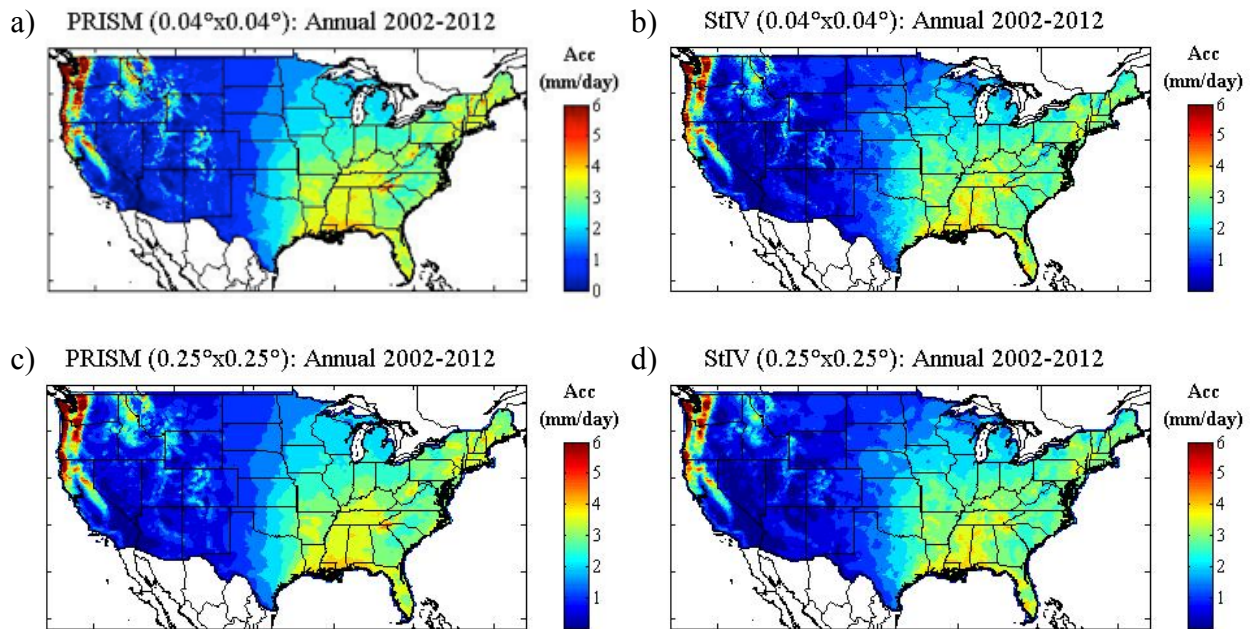 a) PRISM (0.04°x0.04°): Annual 2002-2012
Acc
(mm/day)
6
5
4
3
2
1
0
b) StIV (0.04°x0.04°): Annual 2002-2012
Acc
(mm/day)
6
5
4
3
2
1
c) PRISM (0.25°x0.25°): Annual 2002-2012
Acc
(mm/day)
6
5
4
3
2
1
d) StIV (0.25°x0.25°): Annual 2002-2012
Acc
(mm/day)
6
5
4
3
2
1